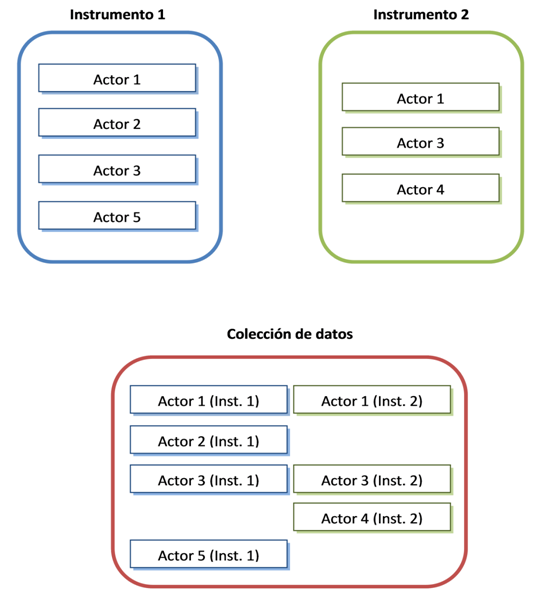 Instrumento 1
Actor 1
Actor 2
Actor 3
Actor 5
Instrumento 2
Actor 1
Actor 3
Actor 4
Colección de datos
Actor 1 (Inst. 1)
Actor 1 (Inst. 2)
Actor 2 (Inst. 1)
Actor 3 (Inst. 1)
Actor 3 (Inst. 2)
Actor 4 (Inst. 2)
Actor 5 (Inst. 1)